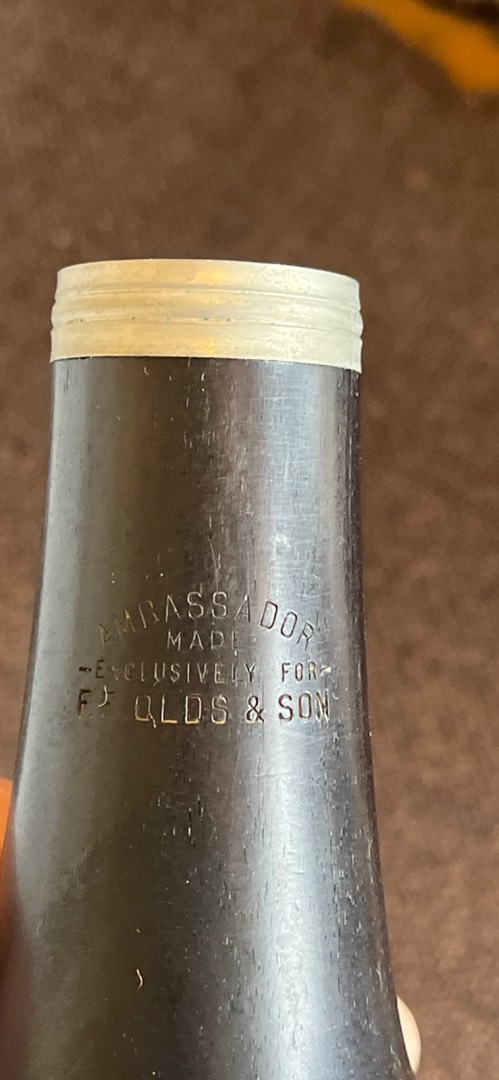 AMBASSADOR
MADE
-EXCLUSIVELY FOR-
F. OLDS & SON